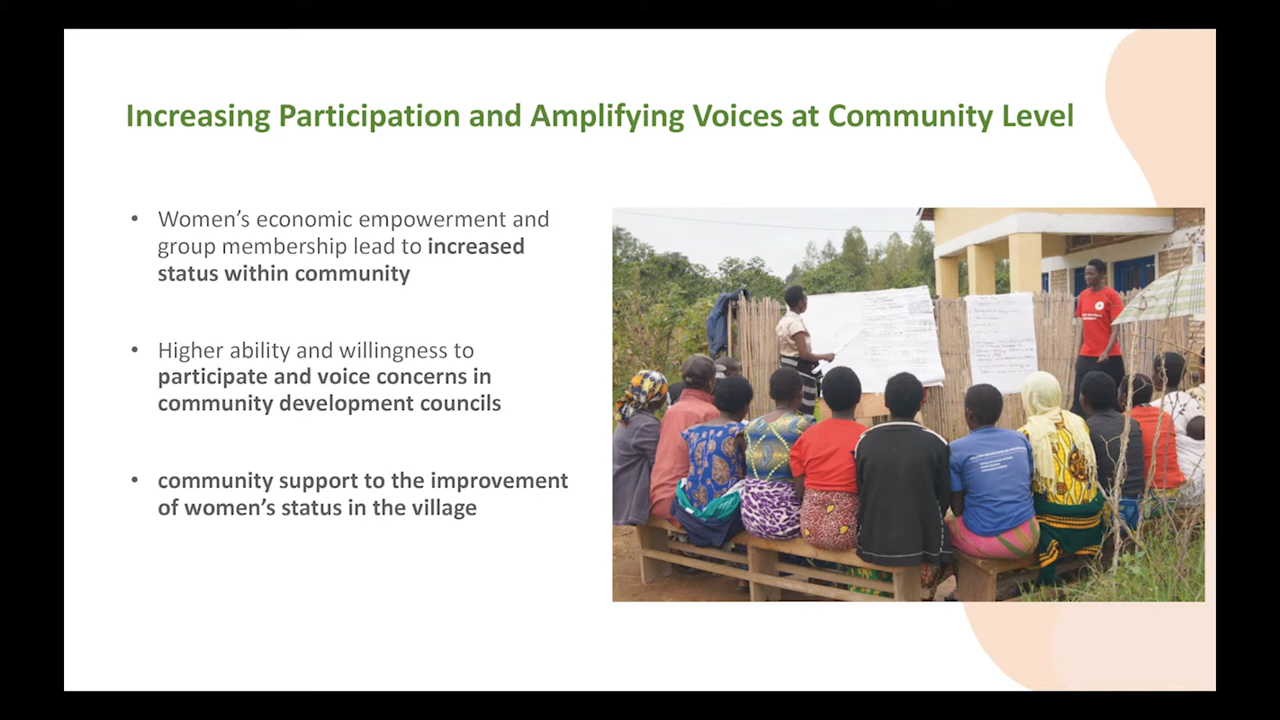 Increasing Participation and Amplifying Voices at Community Level
• Women’s economic empowerment and
group membership lead to increased
status within community
• Higher ability and willingness to
participate and voice concerns in
community development councils
• community support to the improvement
of women’s status in the village